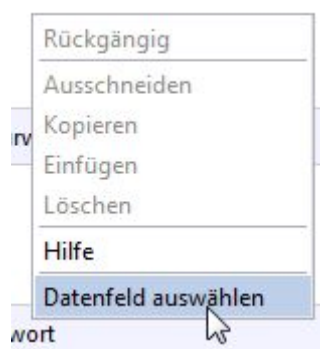 Rückgängig
Ausschneiden
Kopieren
Einfügen
Löschen
Hilfe
Datenfeld auswählen
wort